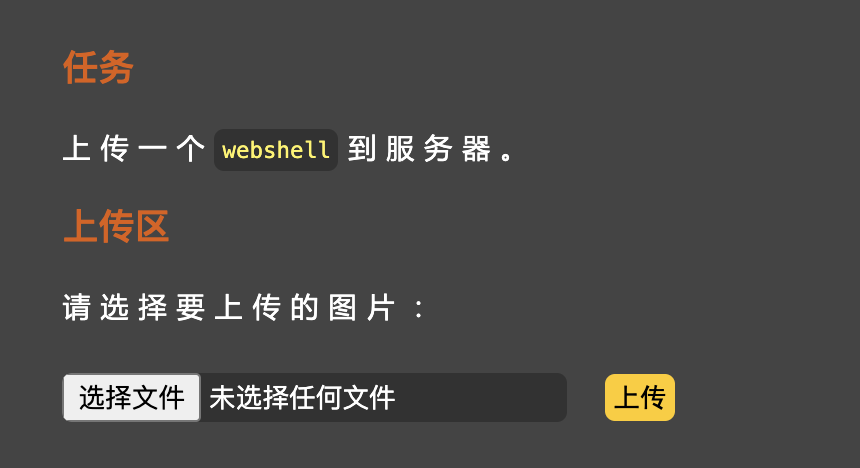 任务
上传一个 webshell 到服务器。
上传区
请选择要上传的图片：
选择文件 未选择任何文件 上传